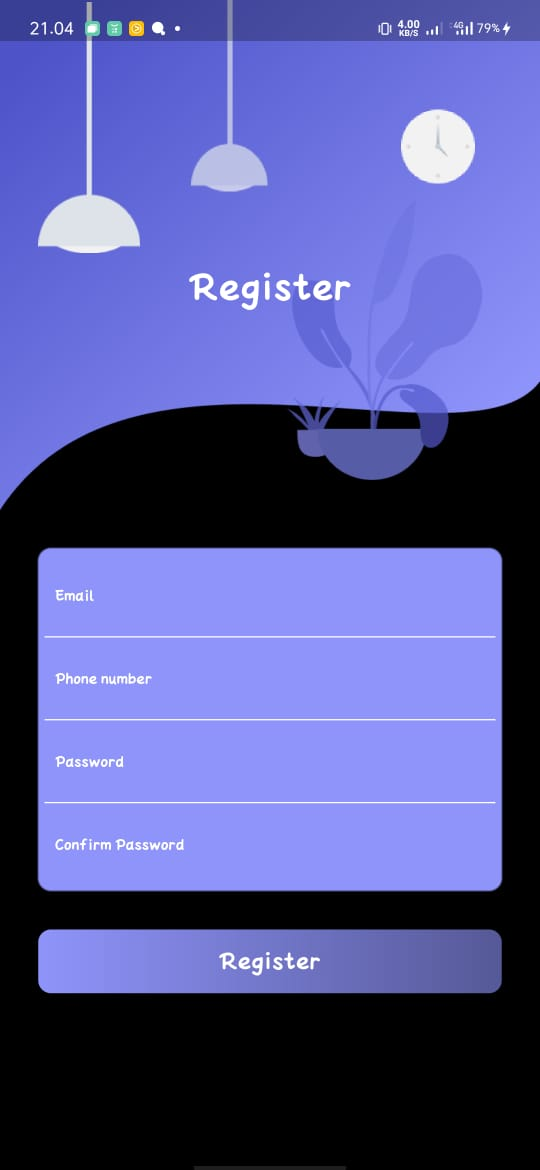 21.04 4.00 KB/S 4G 79%
Register
Email
Phone number
Password
Confirm Password
Register